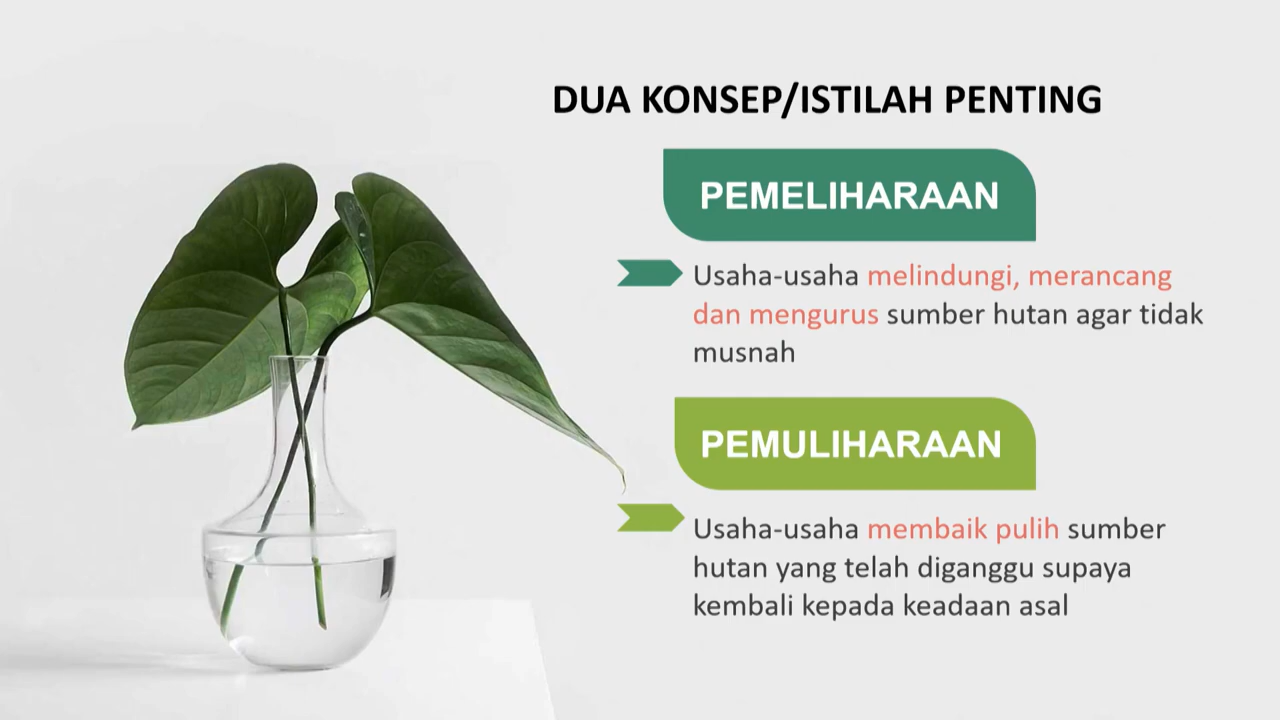 DUA KONSEP/ISTILAH PENTING
PEMELIHARAAN
Usaha-usaha melindungi, merancang
dan mengurus sumber hutan agar tidak
musnah
PEMULIHARAAN
Usaha-usaha membaik pulih sumber
hutan yang telah diganggu supaya
kembali kepada keadaan asal